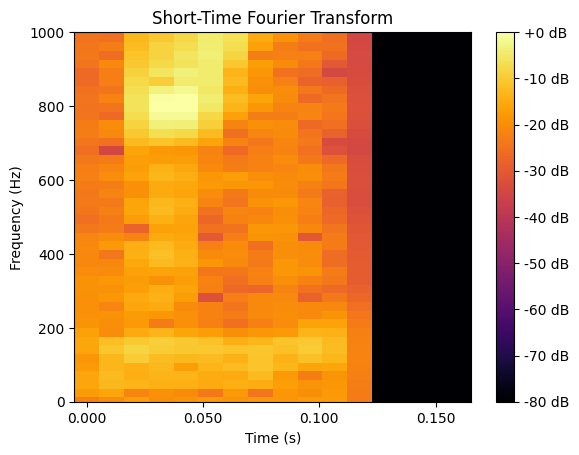 Short-Time Fourier Transform
Frequency (Hz)
1000
800
600
400
200
0
0.000
0.050
0.100
0.150
Time (s)
+0 dB
-10 dB
-20 dB
-30 dB
-40 dB
-50 dB
-60 dB
-70 dB
-80 dB